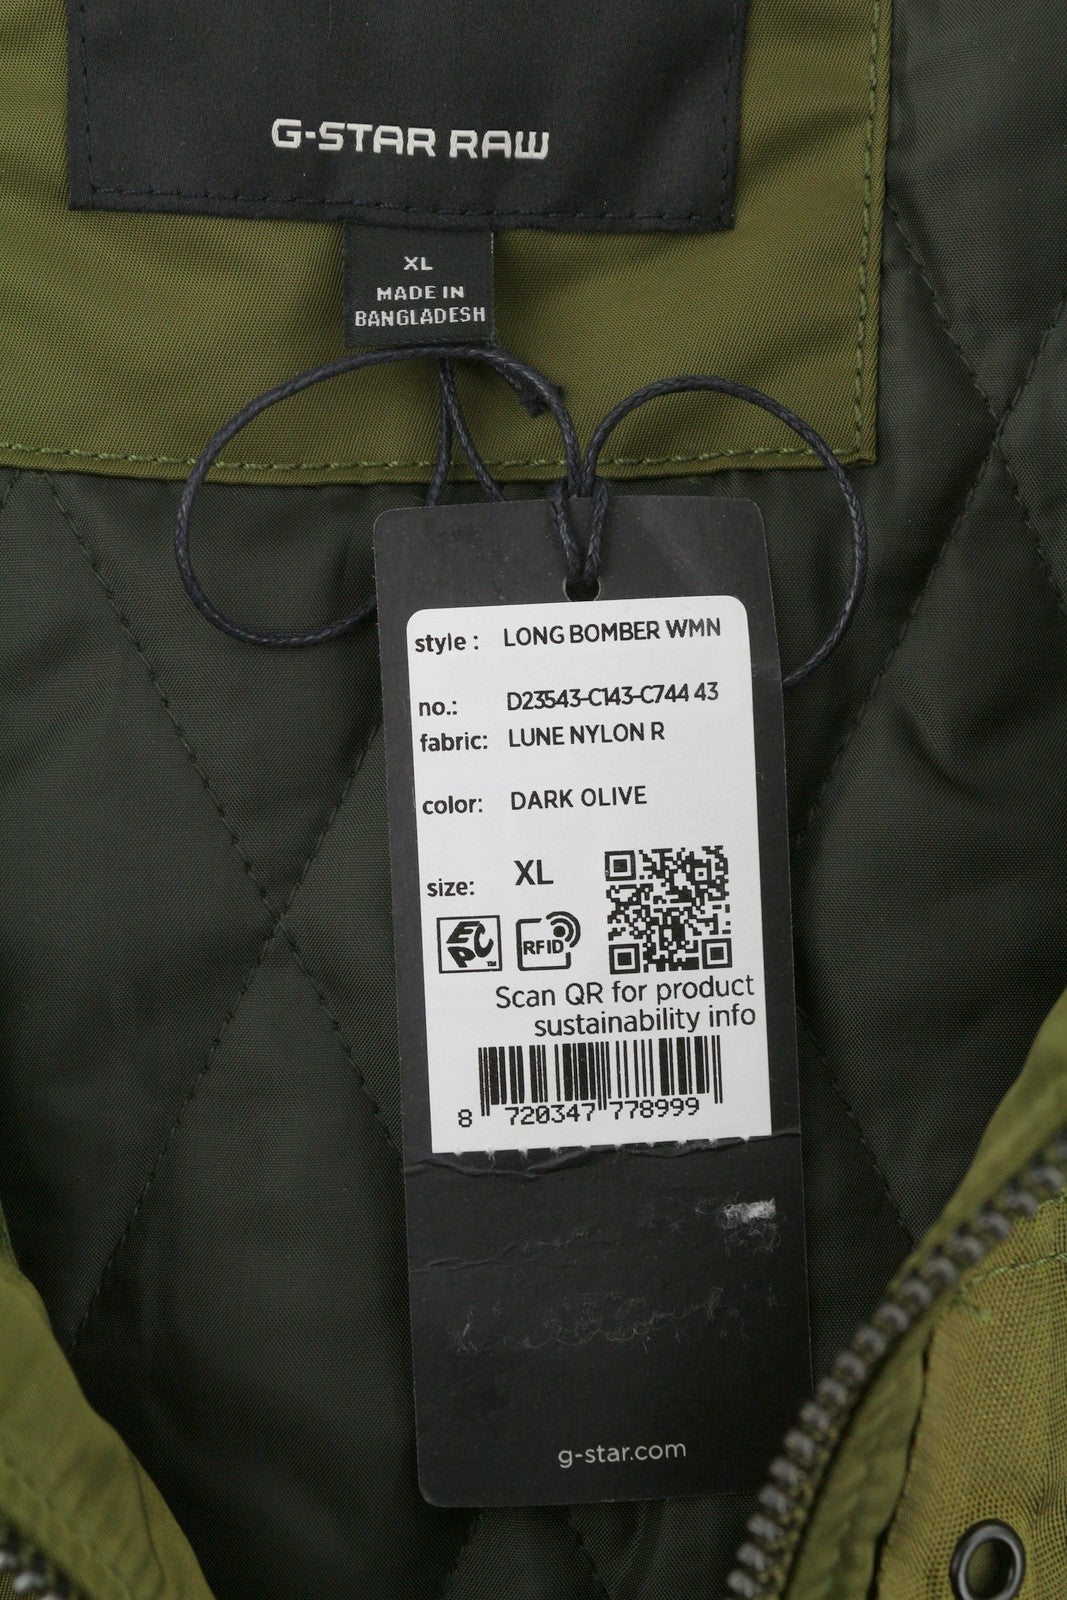 G-STAR RAW
XL
MADE IN
BANGLADESH
style : LONG BOMBER WMN
no.: D23543-C143-C744 43
fabric: LUNE NYLON R
color: DARK OLIVE
size: XL
EPC™ RFID
Scan QR for product
sustainability info
8 720347 778999
g-star.com